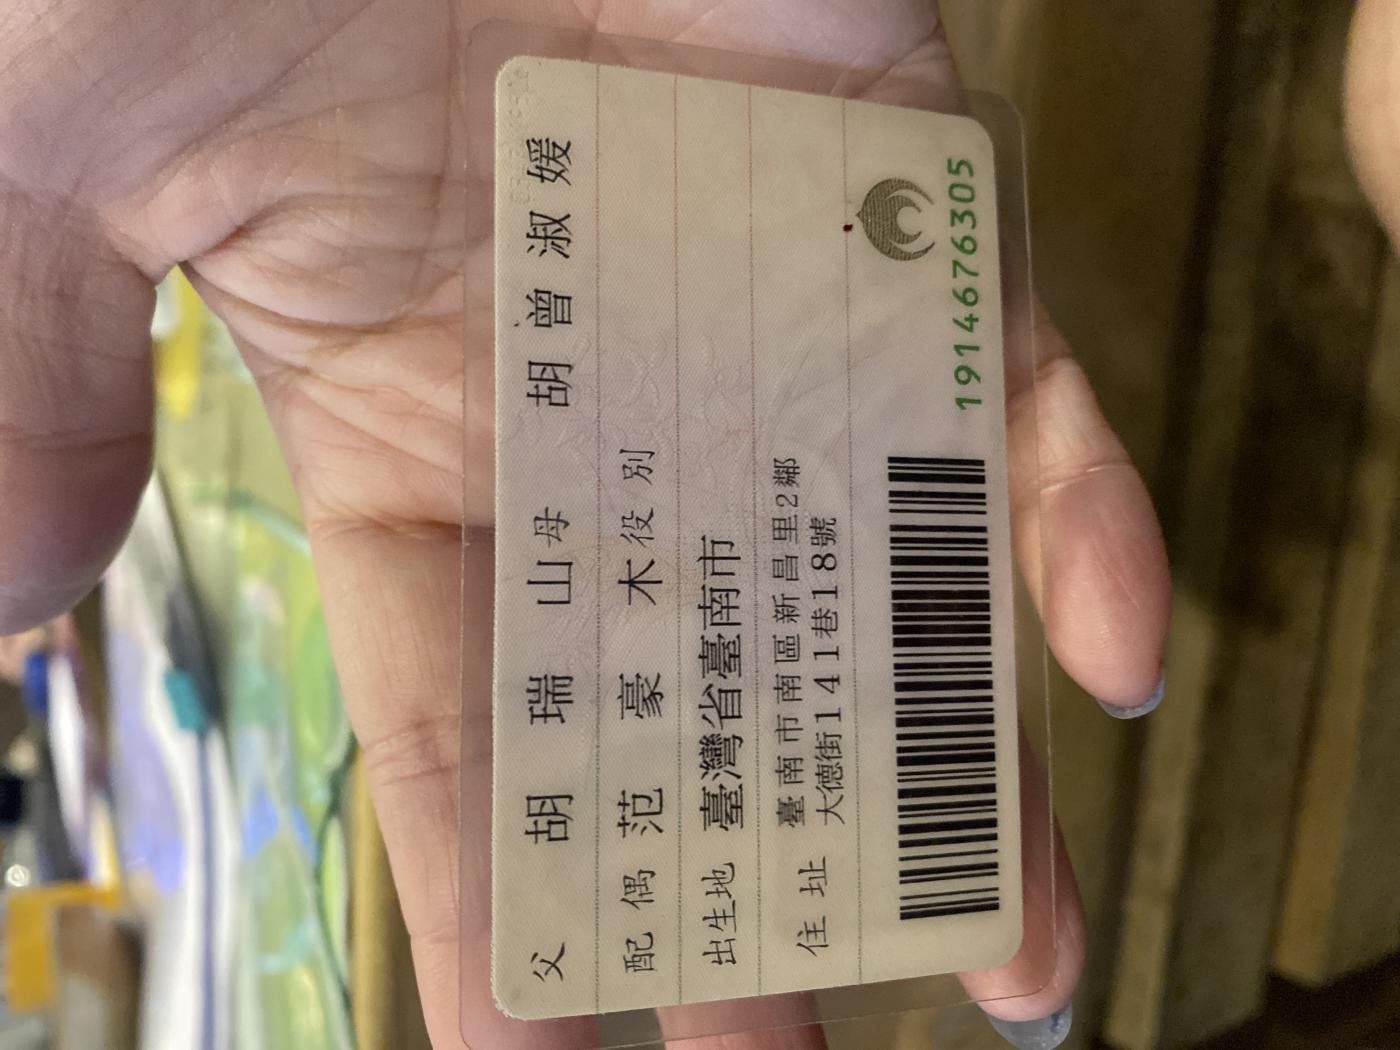 父 胡 瑞 山 母 胡 曾 淑 媛
配 偶 范 豪 木 役 別
出生地 臺灣省臺南市
住 址 臺南市南區新昌里2鄰
大德街141巷118號
1914676305